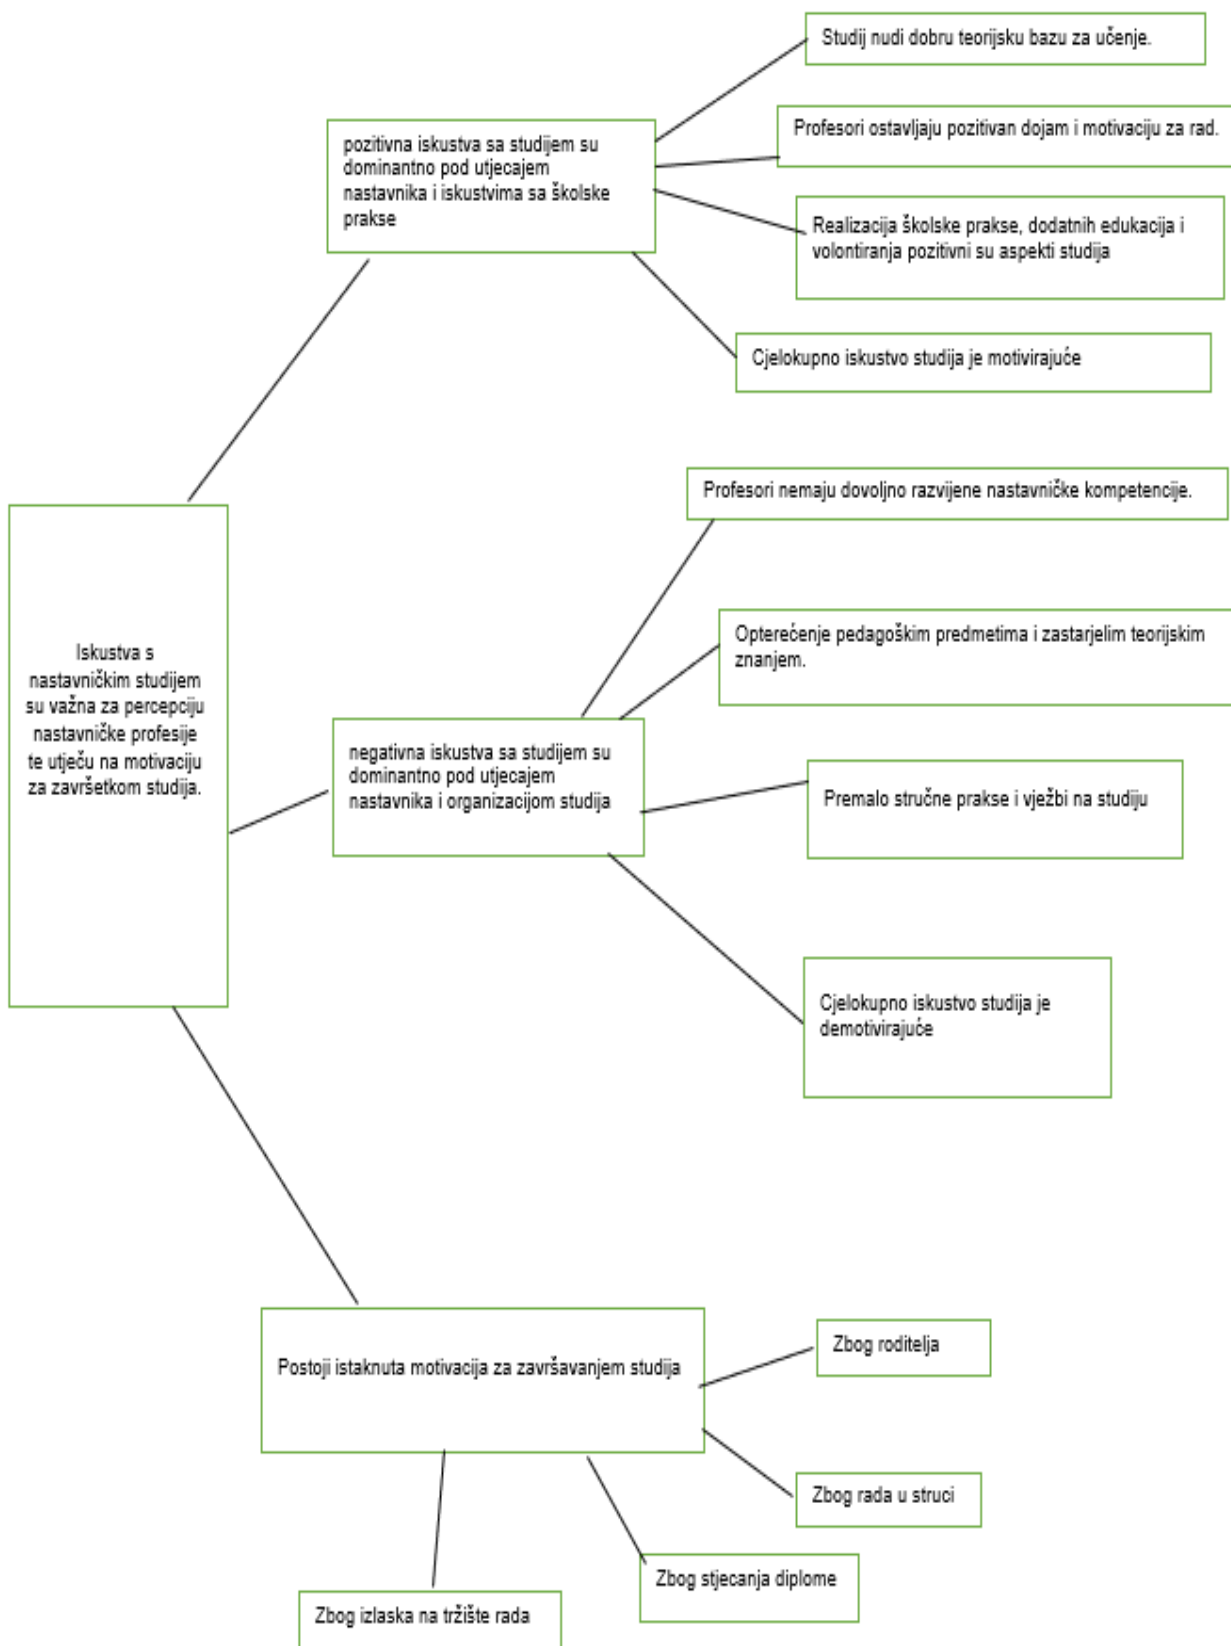 Studij nudi dobru teorijsku bazu za učenje.
pozitivna iskustva sa studijem su
dominantno pod utjecajem
nastavnika i iskustvima sa školske
prakse
Profesori ostavljaju pozitivan dojam i motivaciju za rad.
Realizacija školske prakse, dodatnih edukacija i
volontiranja pozitivni su aspekti studija
Cjelokupno iskustvo studija je motivirajuće
Profesori nemaju dovoljno razvijene nastavničke kompetencije.
Iskustva s
nastavničkim studijem
su važna za percepciju
nastavničke profesije
te utječu na motivaciju
za završetkom studija.
Opterećenje pedagoškim predmetima i zastarjelim teorijskim
znanjem.
negativna iskustva sa studijem su
dominantno pod utjecajem
nastavnika i organizacijom studija
Premalo stručne prakse i vježbi na studiju
Cjelokupno iskustvo studija je
demotivirajuće
Postoji istaknuta motivacija za završavanjem studija
Zbog roditelja
Zbog rada u struci
Zbog stjecanja diplome
Zbog izlaska na tržište rada